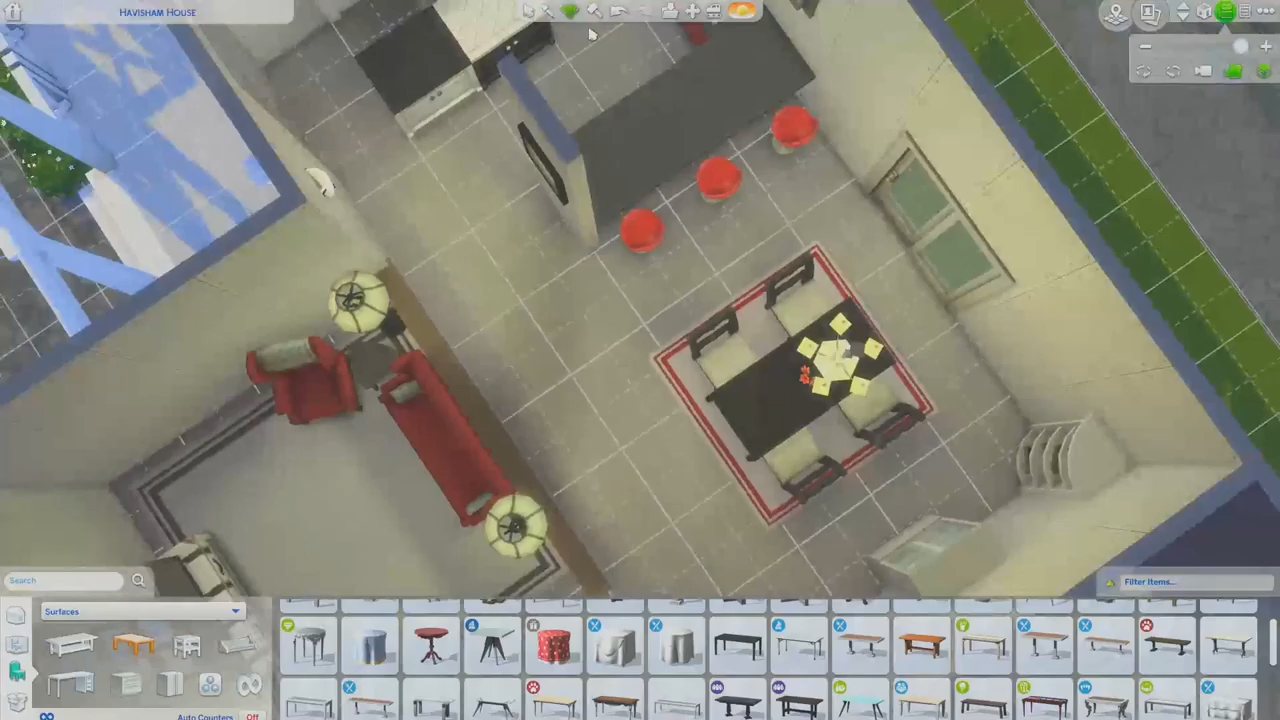 HAVISHAM HOUSE
Search
Filter Items...
Surfaces
Auto Counters
Off